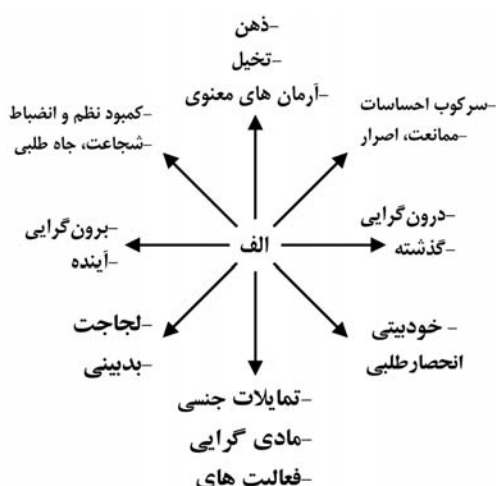 -ذهن
-تخیل
-آرمان های معنوی
-سرکوب احساسات
-ممانعت، اصرار
-کمبود نظم و انضباط
-شجاعت، جاه طلبی
-درون گرایی
-گذشته
الف
-برون گرایی
-آینده
- خودبیتی
انحصارطلبی
-لجاجت
-بدبینی
-تمایلات جنسی
-مادی گرایی
-فعالیت های